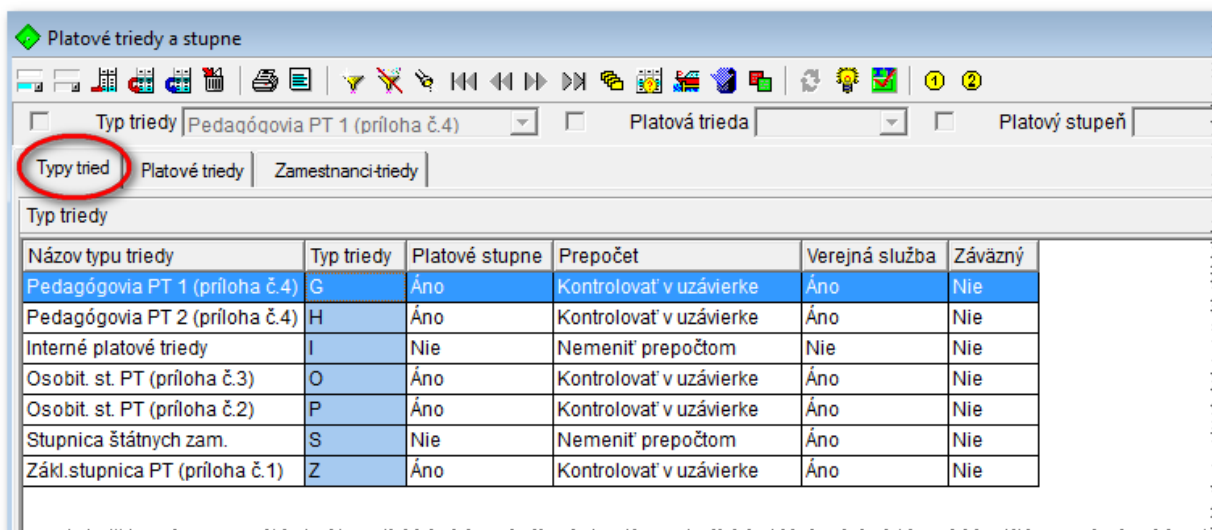 Platové triedy a stupne
Typ triedy Pedagógovia PT 1 (príloha č.4) Platová trieda Platový stupeň
Typy tried Platové triedy Zamestnanci-triedy
Typ triedy
Názov typu triedy Typ triedy Platové stupne Prepočet Verejná služba Záväzný
Pedagógovia PT 1 (príloha č.4) G Áno Kontrolovať v uzávierke Áno Nie
Pedagógovia PT 2 (príloha č.4) H Áno Kontrolovať v uzávierke Áno Nie
Interné platové triedy I Nie Nemeniť prepočtom Nie Nie
Osobit. st. PT (príloha č.3) O Áno Kontrolovať v uzávierke Áno Nie
Osobit. st. PT (príloha č.2) P Áno Kontrolovať v uzávierke Áno Nie
Stupnica štátnych zam. S Nie Nemeniť prepočtom Áno Nie
Zákl.stupnica PT (príloha č.1) Z Áno Kontrolovať v uzávierke Áno Nie